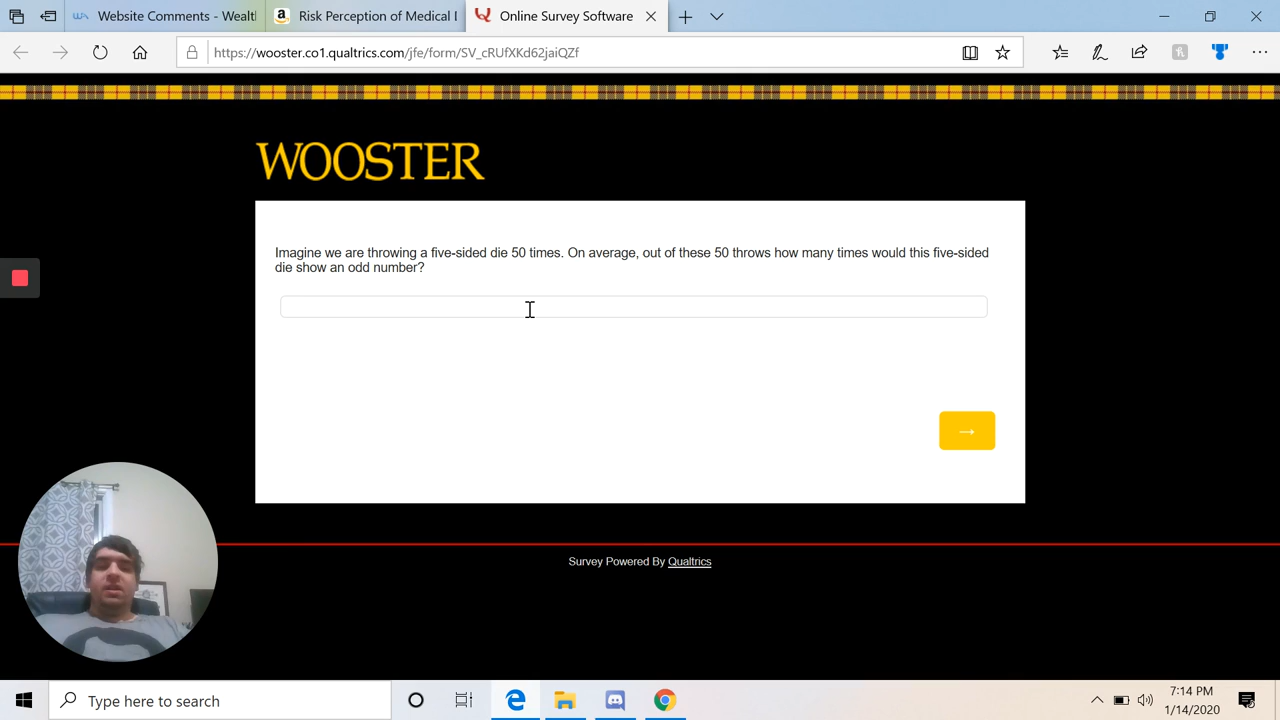 Website Comments - Wealt
Risk Perception of Medical I
Online Survey Software
https://wooster.co1.qualtrics.com/jfe/form/SV_cRUfXKd62jaiQZf
WOOSTER
Imagine we are throwing a five-sided die 50 times. On average, out of these 50 throws how many times would this five-sided
die show an odd number?
→
Survey Powered By Qualtrics
Type here to search
7:14 PM
1/14/2020